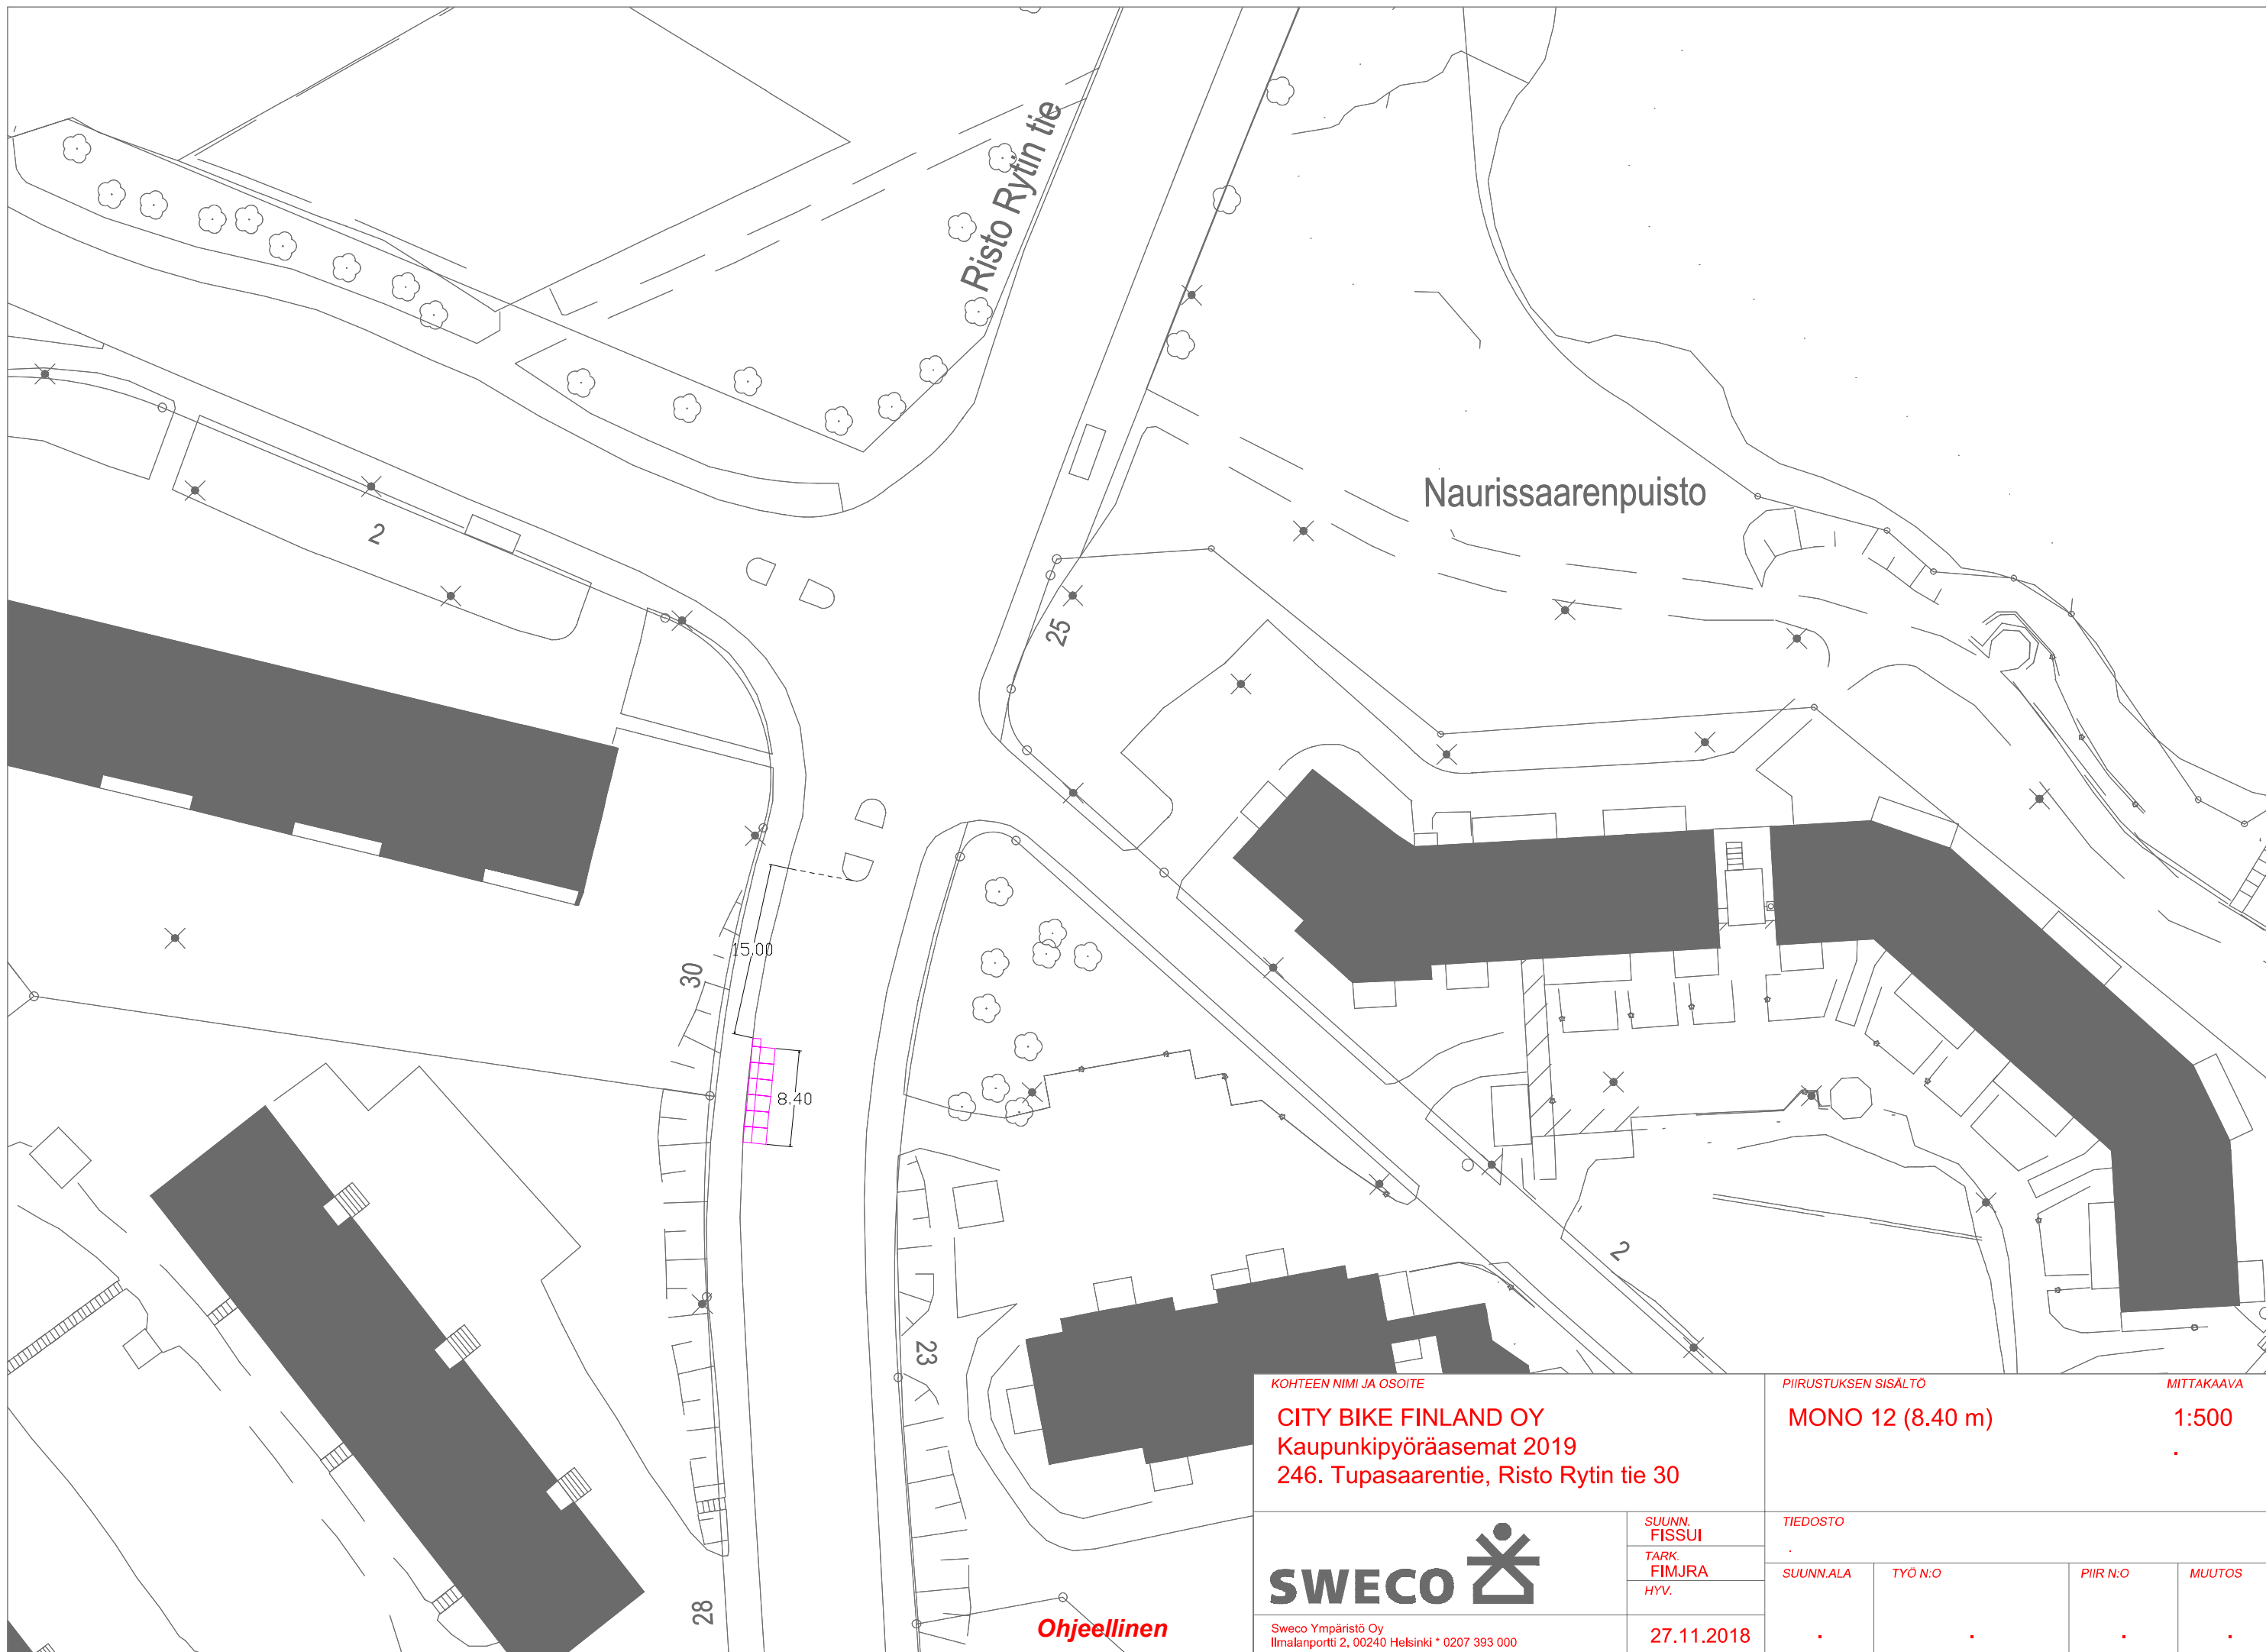 Risto Rytin tie
Naurissaarenpuisto
2
25
30
15.00
8.40
23
2
28
Ohjeellinen
KOHTEEN NIMI JA OSOITE
CITY BIKE FINLAND OY
Kaupunkipyöräasemat 2019
246. Tupasaarentie, Risto Rytin tie 30
PIIRUSTUKSEN SISÄLTÖ
MITTAKAAVA
MONO 12 (8.40 m)
1:500
.
SWECO
SUUNN.
FISSUI
TARK.
FIMJRA
HYV.
TIEDOSTO
.
SUUNN.ALA
TYÖ N:O
PIIR N:O
MUUTOS
Sweco Ympäristö Oy
Ilmalanportti 2, 00240 Helsinki * 0207 393 000
27.11.2018
. . . .